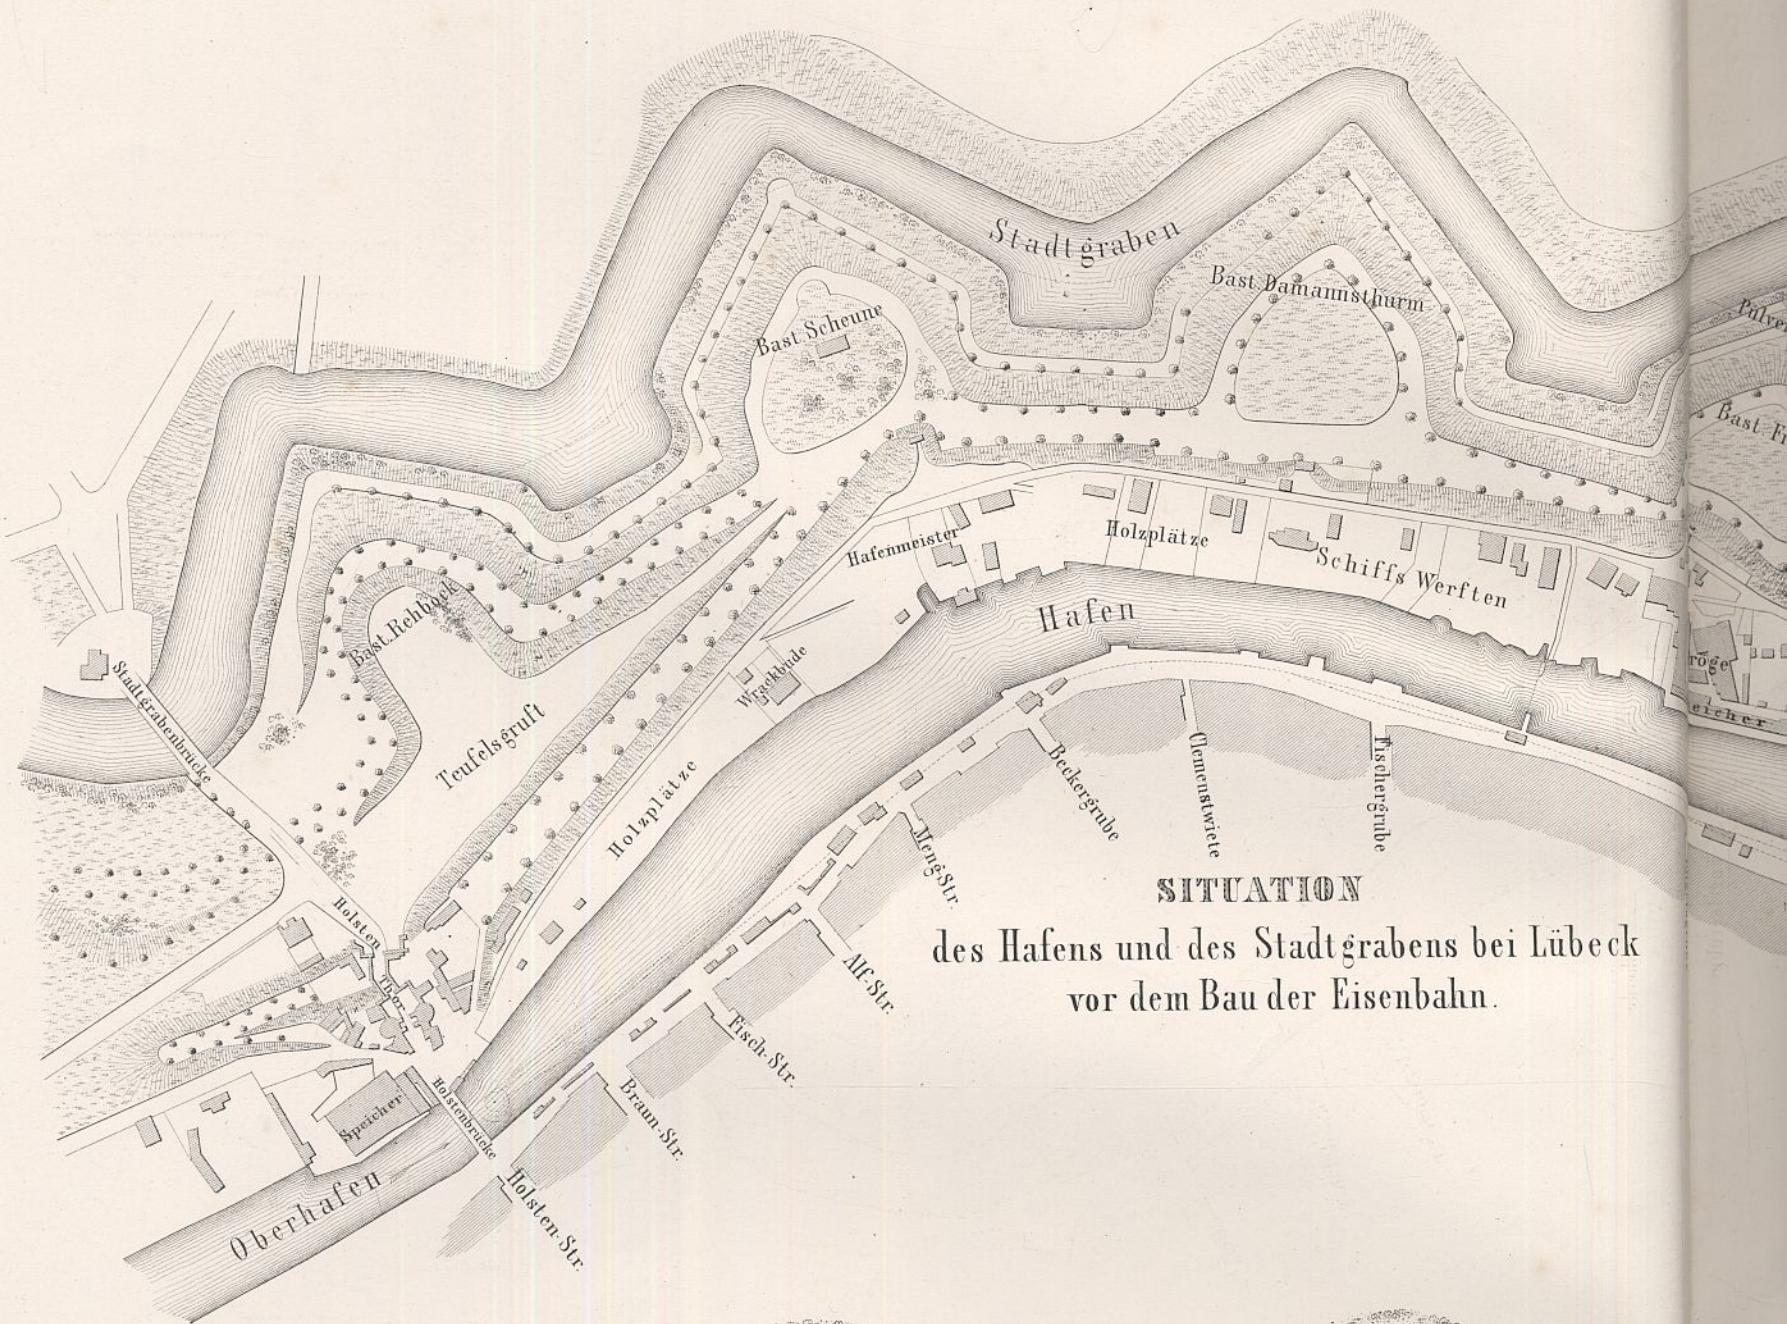 Stadtgraben
Bast. Damannsthurm
Bast Scheune
Hafenmeister
Holzplätze
Schiffs Werften
Hafen
Bast. Rehbock
Wrackbude
Stadtgrabenbrücke
Teufelsgruft
Holzplätze
Beckergrube
Clemenstwiete
Fischergrube
Meng-Str.
SITUATION
des Hafens und des Stadtgrabens bei Lübeck
vor dem Bau der Eisenbahn.
Holsten
Thor
Alf-Str.
Fisch-Str.
Braun-Str.
Speicher
Holstenbrücke
Holsten-Str.
Oberhafen
Bast. Fr
röge
eicher